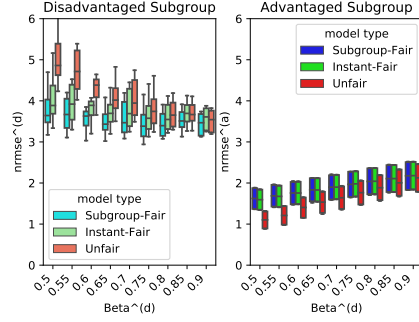 Disadvantaged Subgroup
6
5
4
3
2
1
0
nrmse^(d)
model type
Subgroup-Fair
Instant-Fair
Unfair
0.5
0.55
0.6
0.65
0.7
0.75
0.8
0.85
0.9
Beta^(d)
Advantaged Subgroup
6
5
4
3
2
1
0
nrmse^(a)
model type
Subgroup-Fair
Instant-Fair
Unfair
0.5
0.55
0.6
0.65
0.7
0.75
0.8
0.85
0.9
Beta^(d)